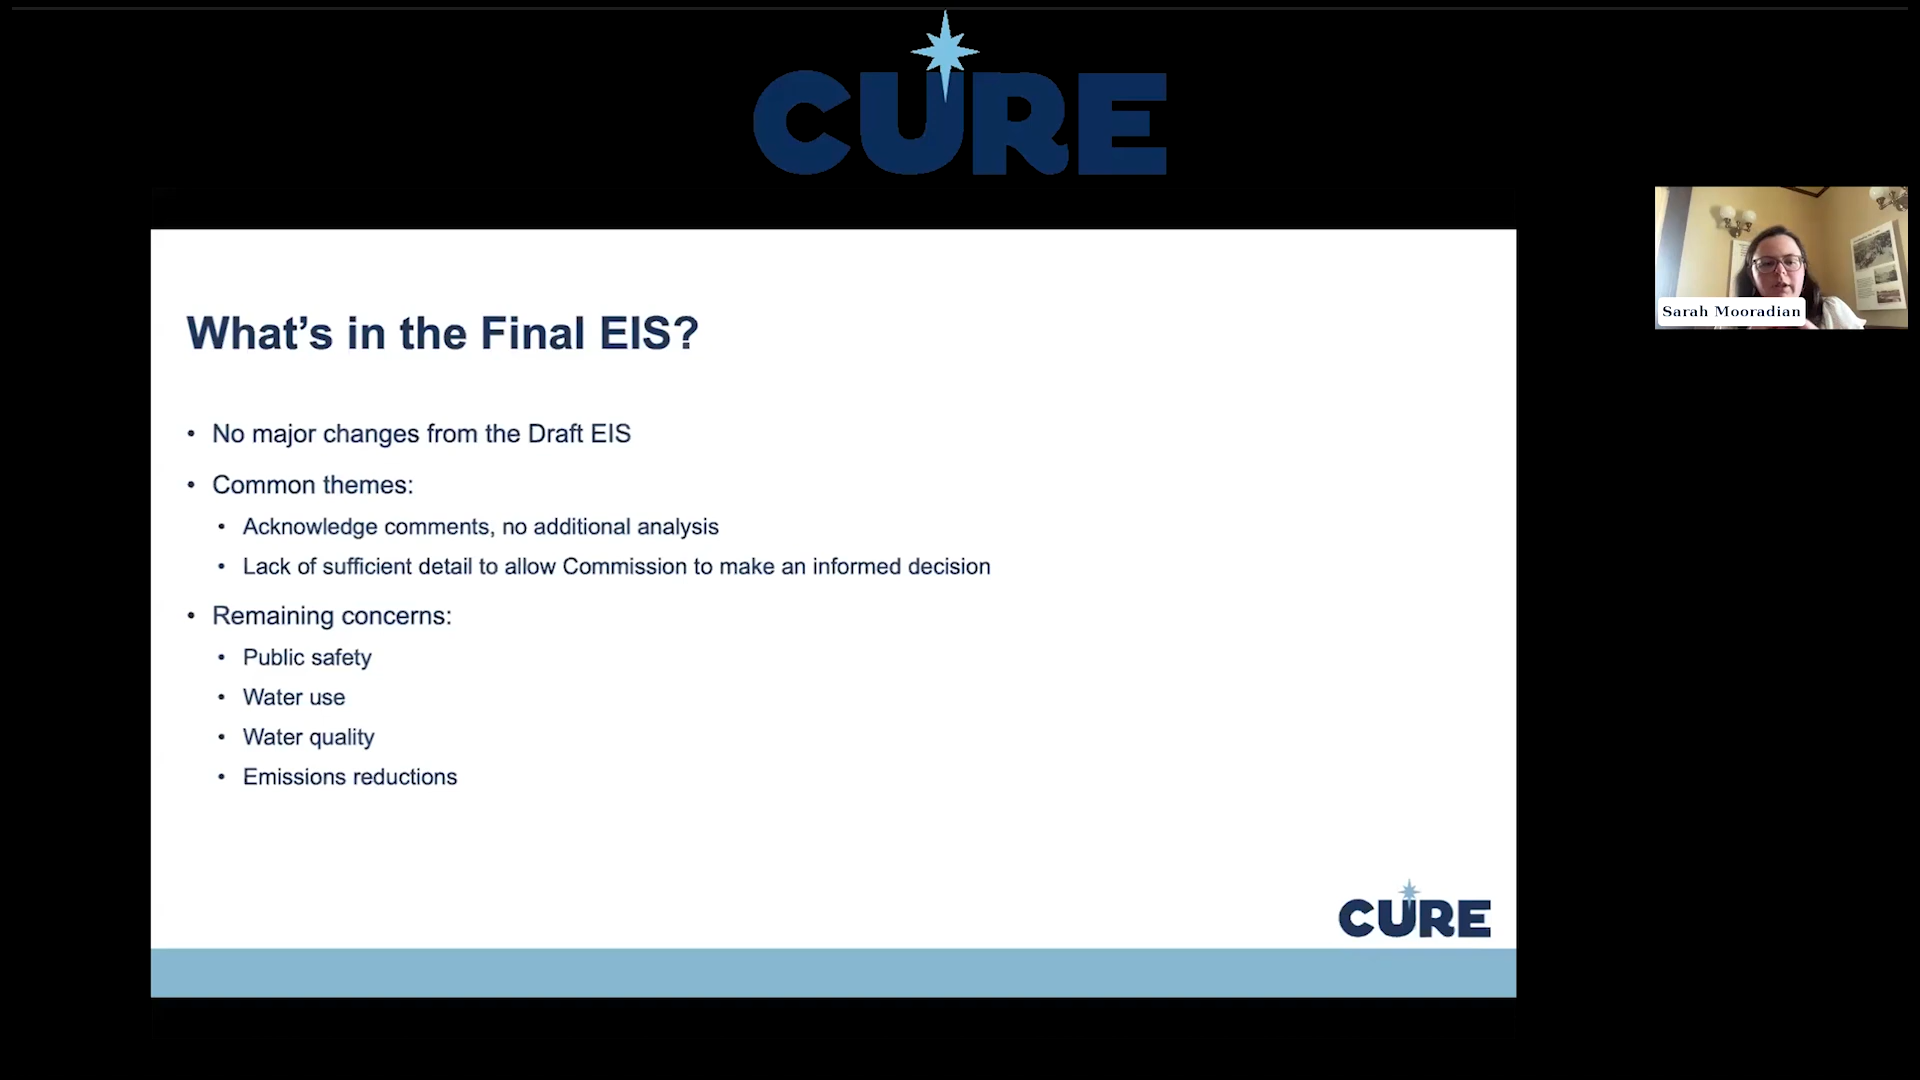 CURE
What's in the Final EIS?
• No major changes from the Draft EIS
• Common themes:
• Acknowledge comments, no additional analysis
• Lack of sufficient detail to allow Commission to make an informed decision
• Remaining concerns:
• Public safety
• Water use
• Water quality
• Emissions reductions
CURE
Sarah Mooradian